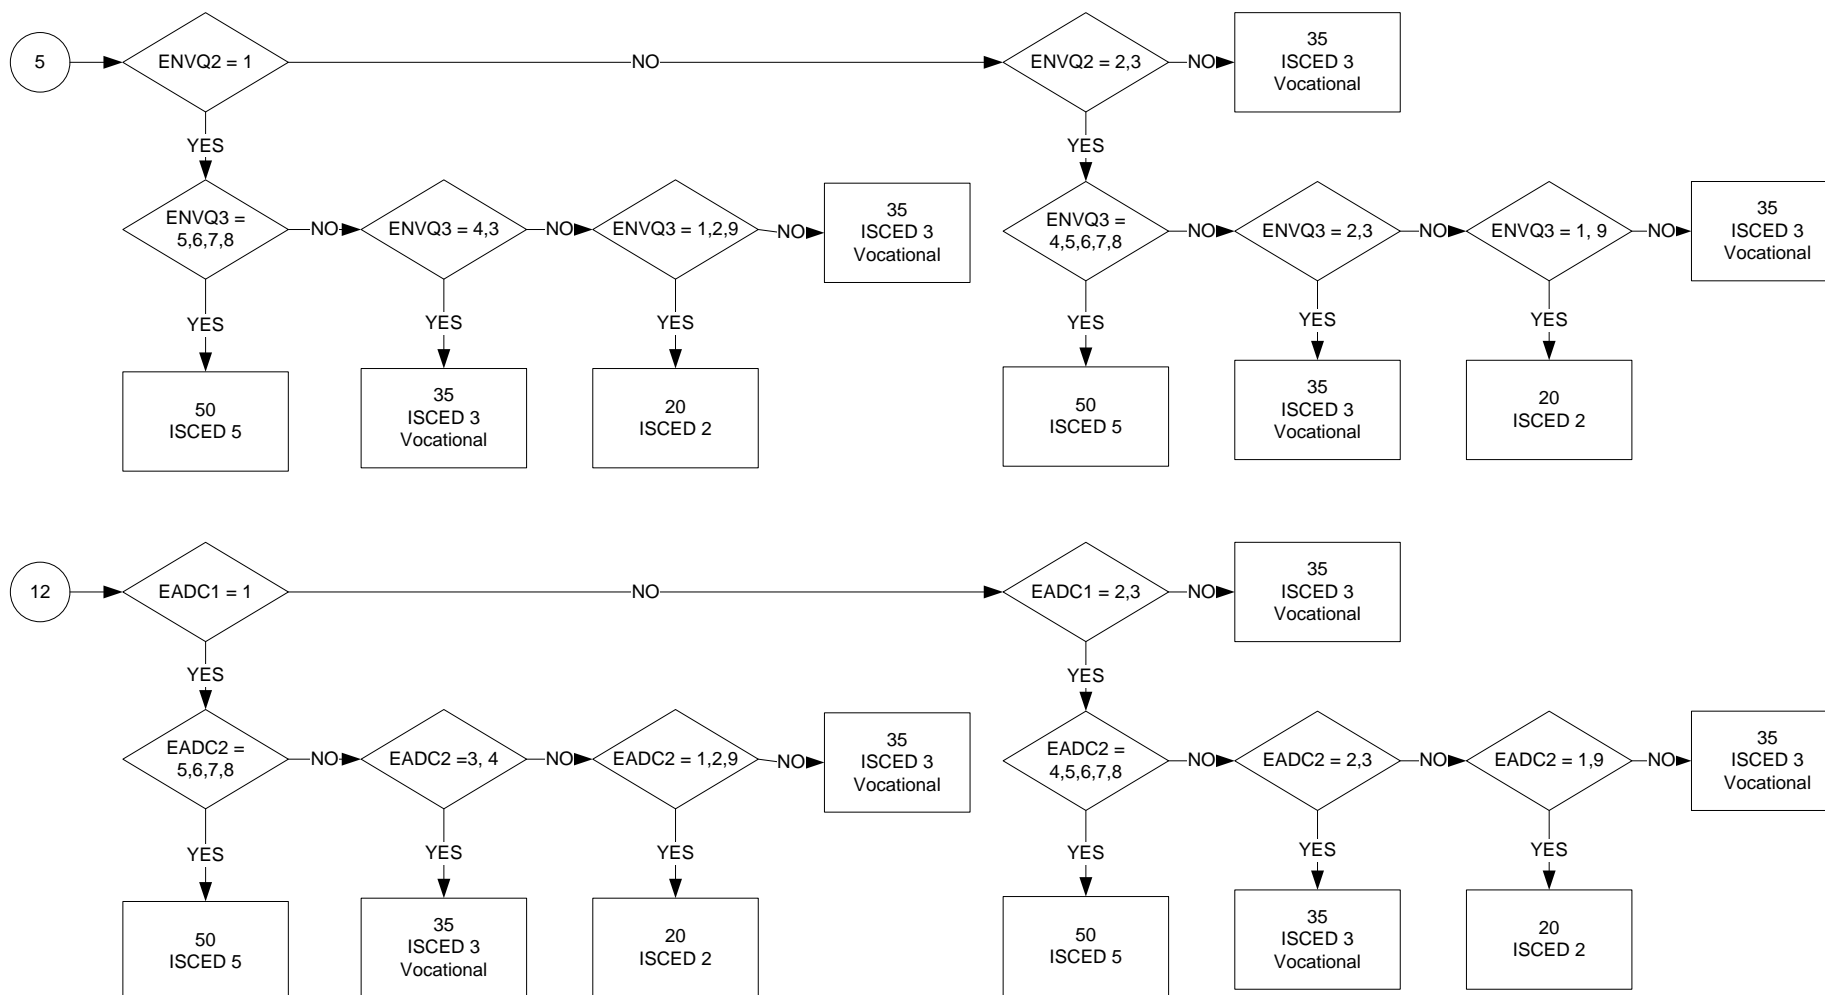 5
ENVQ2 = 1
NO
ENVQ2 = 2,3
NO
35
ISCED 3
Vocational
YES
YES
ENVQ3 =
5,6,7,8
NO
ENVQ3 = 4,3
NO
ENVQ3 = 1,2,9
NO
35
ISCED 3
Vocational
ENVQ3 =
4,5,6,7,8
NO
ENVQ3 = 2,3
NO
ENVQ3 = 1, 9
NO
35
ISCED 3
Vocational
YES
YES
YES
YES
YES
YES
50
ISCED 5
35
ISCED 3
Vocational
20
ISCED 2
50
ISCED 5
35
ISCED 3
Vocational
20
ISCED 2
12
EADC1 = 1
NO
EADC1 = 2,3
NO
35
ISCED 3
Vocational
YES
YES
EADC2 =
5,6,7,8
NO
EADC2 =3, 4
NO
EADC2 = 1,2,9
NO
35
ISCED 3
Vocational
EADC2 =
4,5,6,7,8
NO
EADC2 = 2,3
NO
EADC2 = 1,9
NO
35
ISCED 3
Vocational
YES
YES
YES
YES
YES
YES
50
ISCED 5
35
ISCED 3
Vocational
20
ISCED 2
50
ISCED 5
35
ISCED 3
Vocational
20
ISCED 2